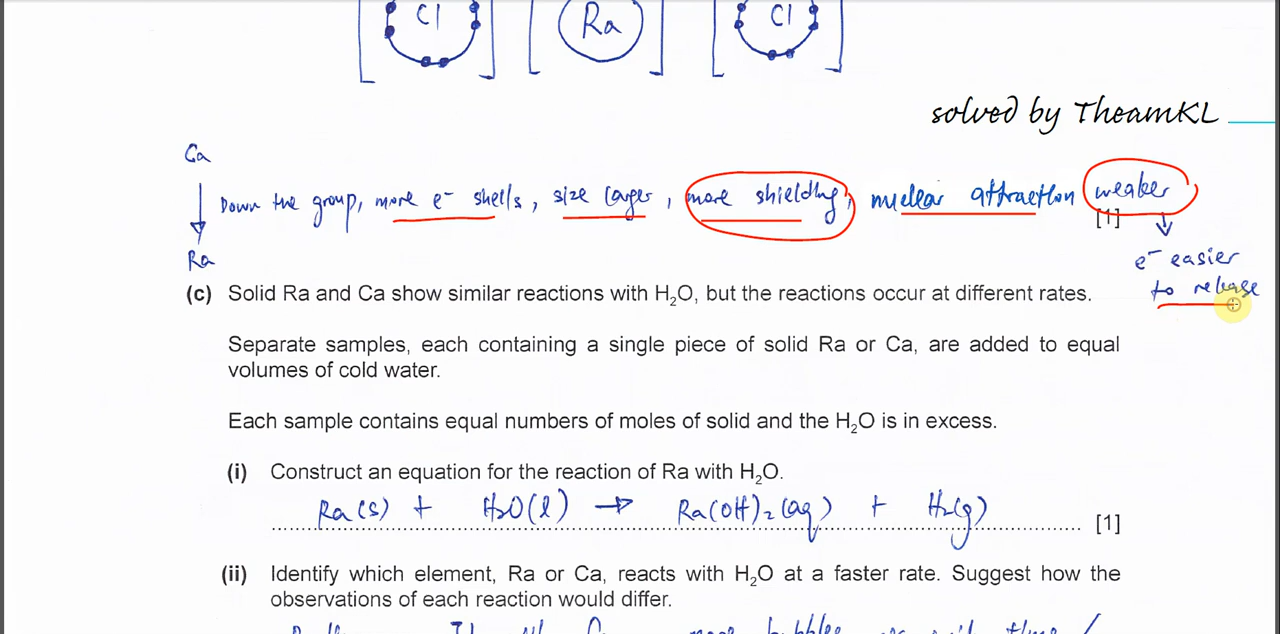 Cl Ra Cl
solved by TheamKL
Ca
Down the group, more e⁻ shells, size larger, more shielding, nuclear attraction weaker
[1]
Ra
e⁻ easier
to release
(c) Solid Ra and Ca show similar reactions with H₂O, but the reactions occur at different rates.
Separate samples, each containing a single piece of solid Ra or Ca, are added to equal
volumes of cold water.
Each sample contains equal numbers of moles of solid and the H₂O is in excess.
(i) Construct an equation for the reaction of Ra with H₂O.
Ra(s) + H₂O(l) → Ra(OH)₂(aq) + H₂(g)
[1]
(ii) Identify which element, Ra or Ca, reacts with H₂O at a faster rate. Suggest how the
observations of each reaction would differ.
more bubbles